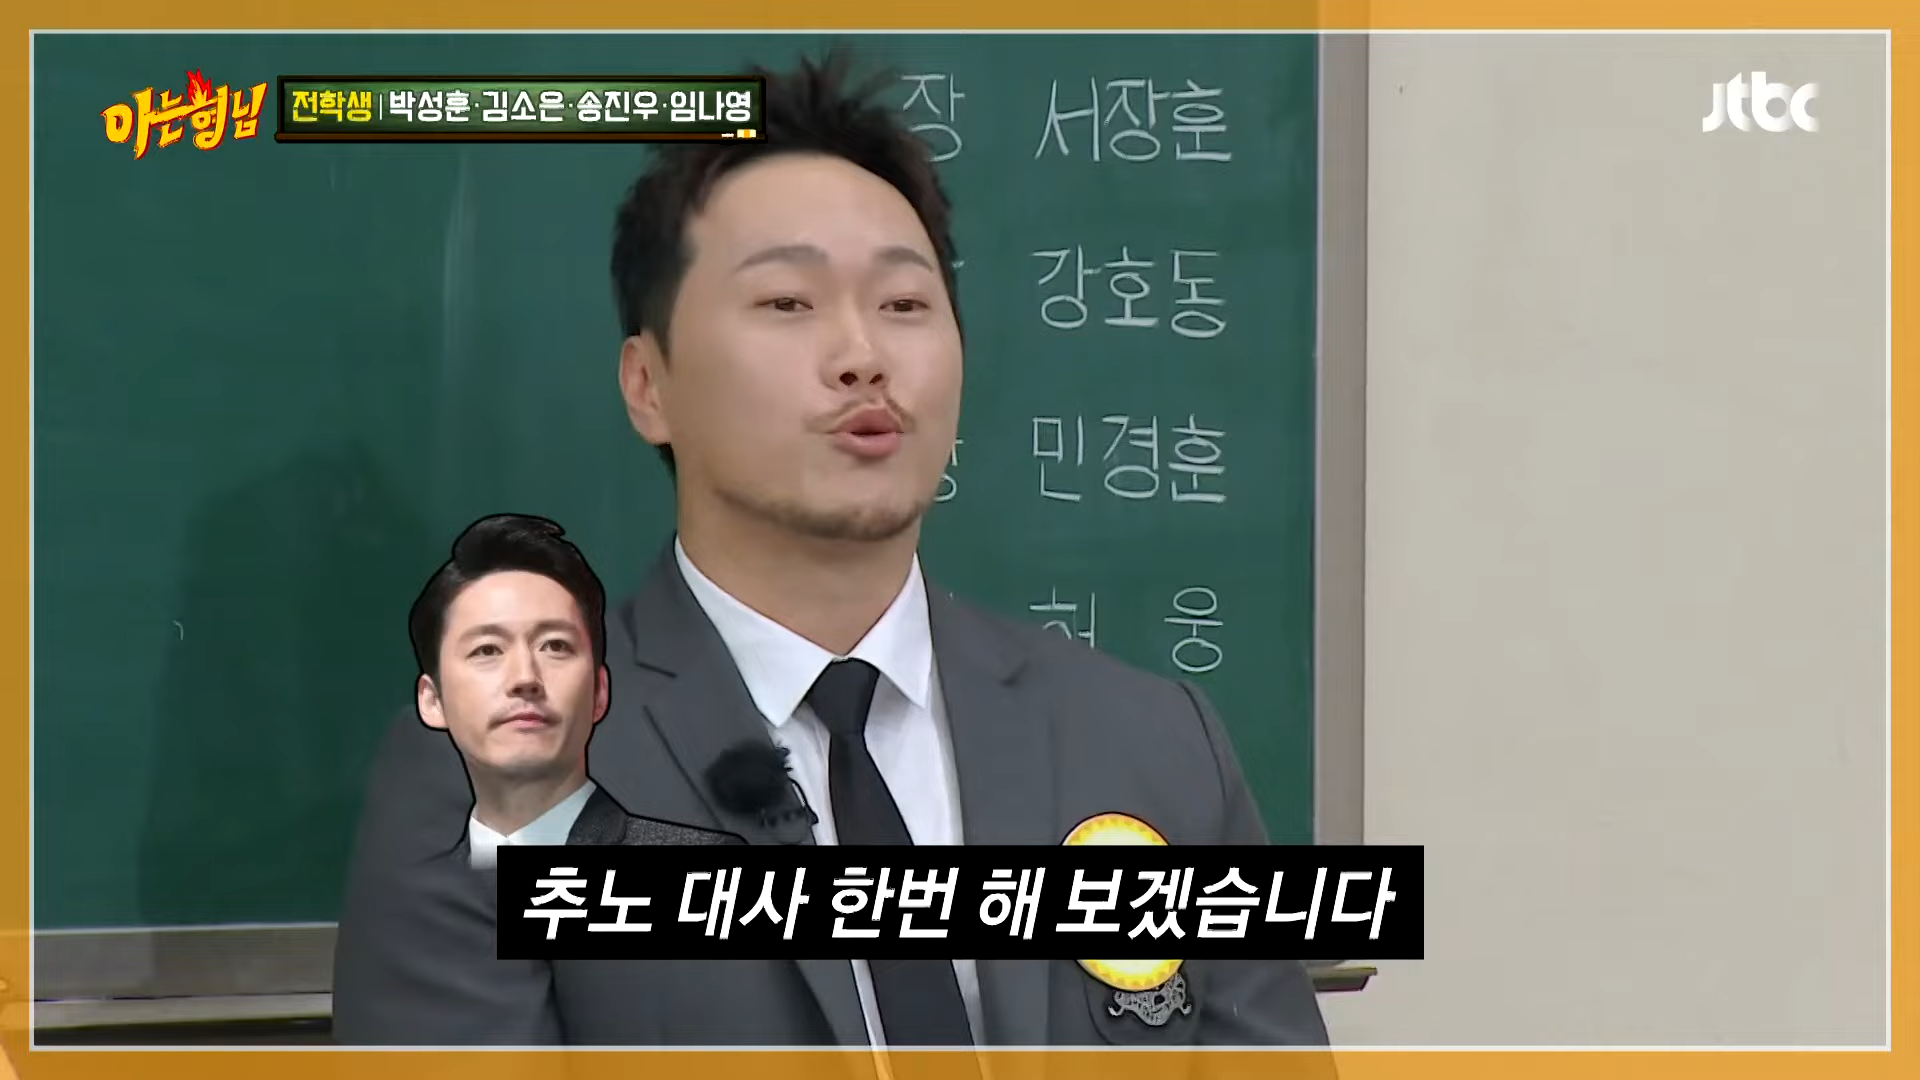 아는형님
전학생 | 박성훈·김소은·송진우·임나영
jtbc
장 서장훈
강호동
민경훈
웅
추노 대사 한번 해 보겠습니다